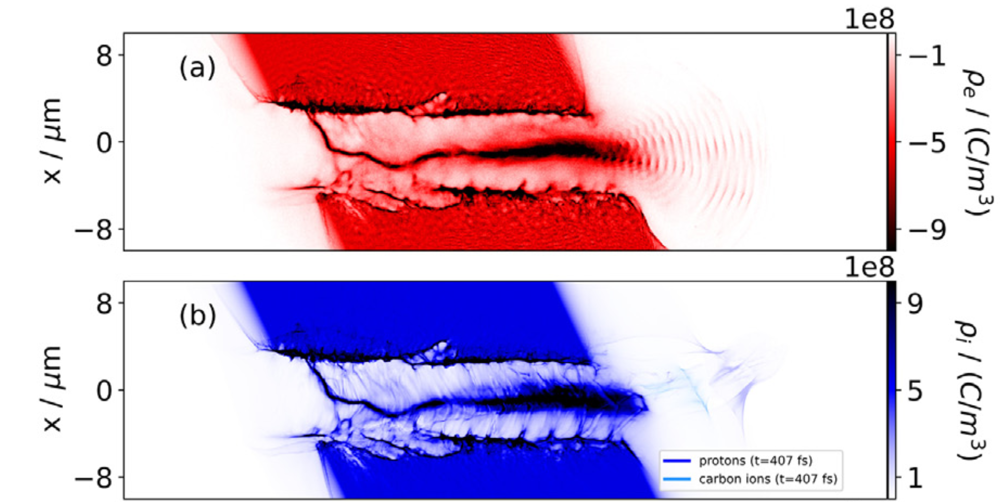 1e8
(a)
8
0
−8
x / μm
−1
−5
−9
ρe / (C/m³)
1e8
(b)
8
0
−8
x / μm
9
5
1
ρi / (C/m³)
protons (t=407 fs)
carbon ions (t=407 fs)